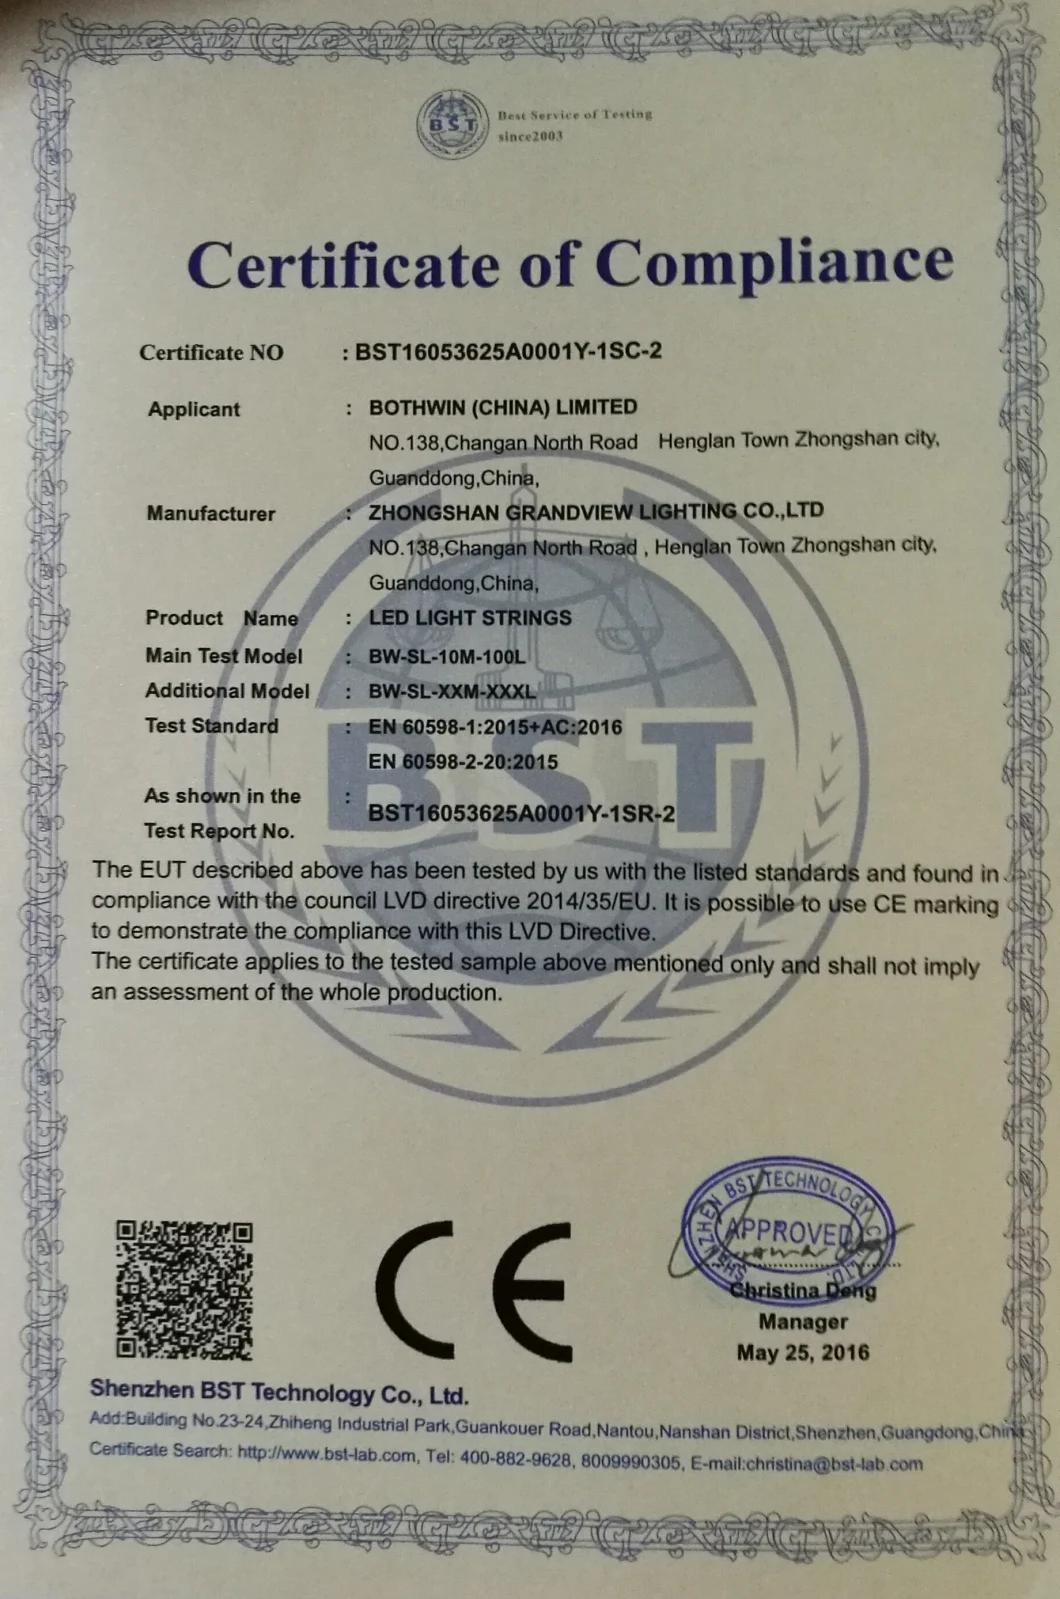 BST
Best Service of Testing
since2003
Certificate of Compliance
Certificate NO : BST16053625A0001Y-1SC-2
Applicant : BOTHWIN (CHINA) LIMITED
NO.138,Changan North Road Henglan Town Zhongshan city,
Guanddong,China,
Manufacturer : ZHONGSHAN GRANDVIEW LIGHTING CO.,LTD
NO.138,Changan North Road , Henglan Town Zhongshan city,
Guanddong,China,
Product Name : LED LIGHT STRINGS
Main Test Model : BW-SL-10M-100L
Additional Model : BW-SL-XXM-XXXL
Test Standard : EN 60598-1:2015+AC:2016
EN 60598-2-20:2015
As shown in the :
Test Report No. BST16053625A0001Y-1SR-2
BST
The EUT described above has been tested by us with the listed standards and found in
compliance with the council LVD directive 2014/35/EU. It is possible to use CE marking
to demonstrate the compliance with this LVD Directive.
The certificate applies to the tested sample above mentioned only and shall not imply
an assessment of the whole production.
CE
SHENZHEN BST TECHNOLOGY CO.,LTD.
APPROVED
Christina Deng
Manager
May 25, 2016
Shenzhen BST Technology Co., Ltd.
Add:Building No.23-24,Zhiheng Industrial Park,Guankouer Road,Nantou,Nanshan District,Shenzhen,Guangdong,China
Certificate Search: http://www.bst-lab.com, Tel: 400-882-9628, 8009990305, E-mail:christina@bst-lab.com